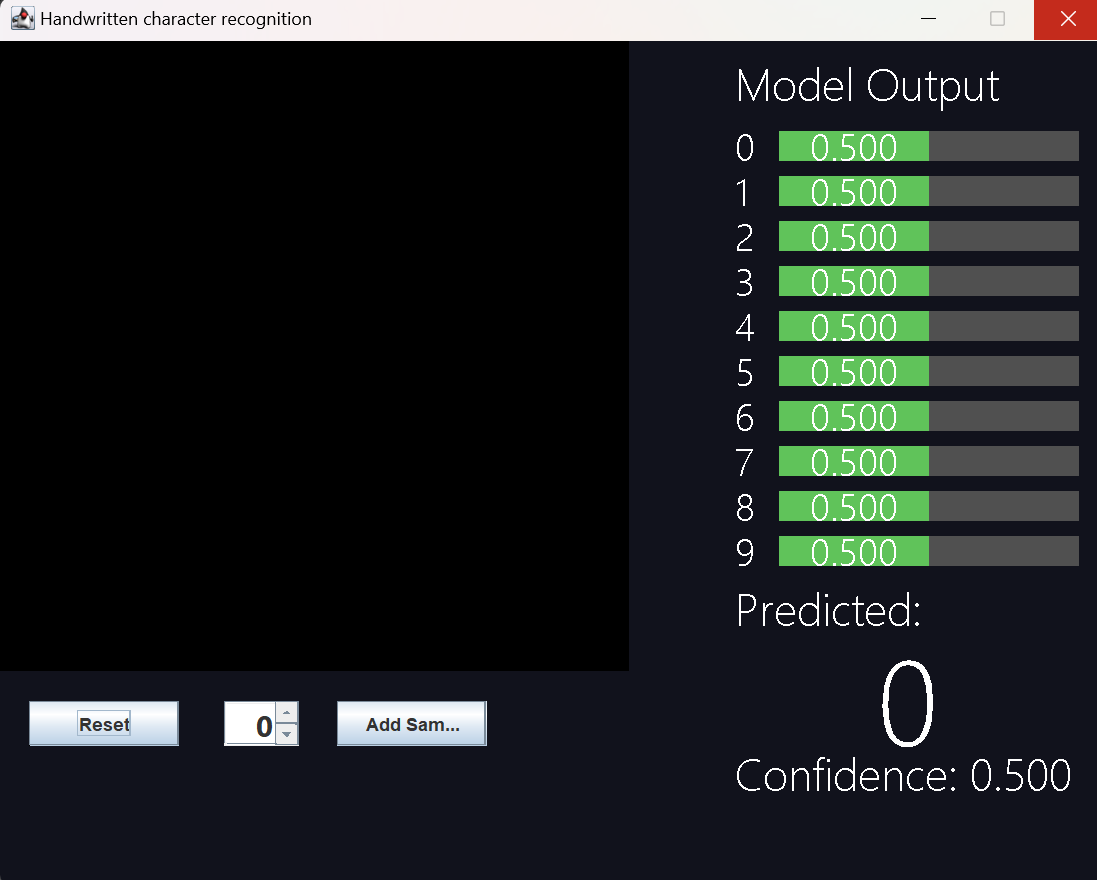 Handwritten character recognition
Model Output
0 0.500
1 0.500
2 0.500
3 0.500
4 0.500
5 0.500
6 0.500
7 0.500
8 0.500
9 0.500
Predicted:
0
Confidence: 0.500
Reset 0 Add Sam...